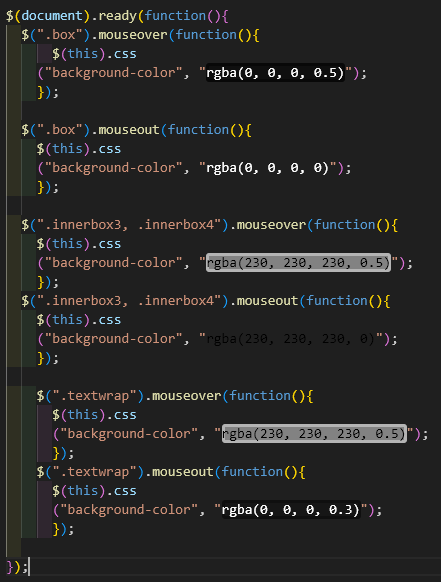 $(document).ready(function(){
$(".box").mouseover(function(){
$(this).css
("background-color", "rgba(0, 0, 0, 0.5)");
});
$(".box").mouseout(function(){
$(this).css
("background-color", "rgba(0, 0, 0, 0)");
});
$(".innerbox3, .innerbox4").mouseover(function(){
$(this).css
("background-color", "rgba(230, 230, 230, 0.5)");
});
$(".innerbox3, .innerbox4").mouseout(function(){
$(this).css
("background-color", "rgba(230, 230, 230, 0)");
});
$(".textwrap").mouseover(function(){
$(this).css
("background-color", "rgba(230, 230, 230, 0.5)");
});
$(".textwrap").mouseout(function(){
$(this).css
("background-color", "rgba(0, 0, 0, 0.3)");
});
});